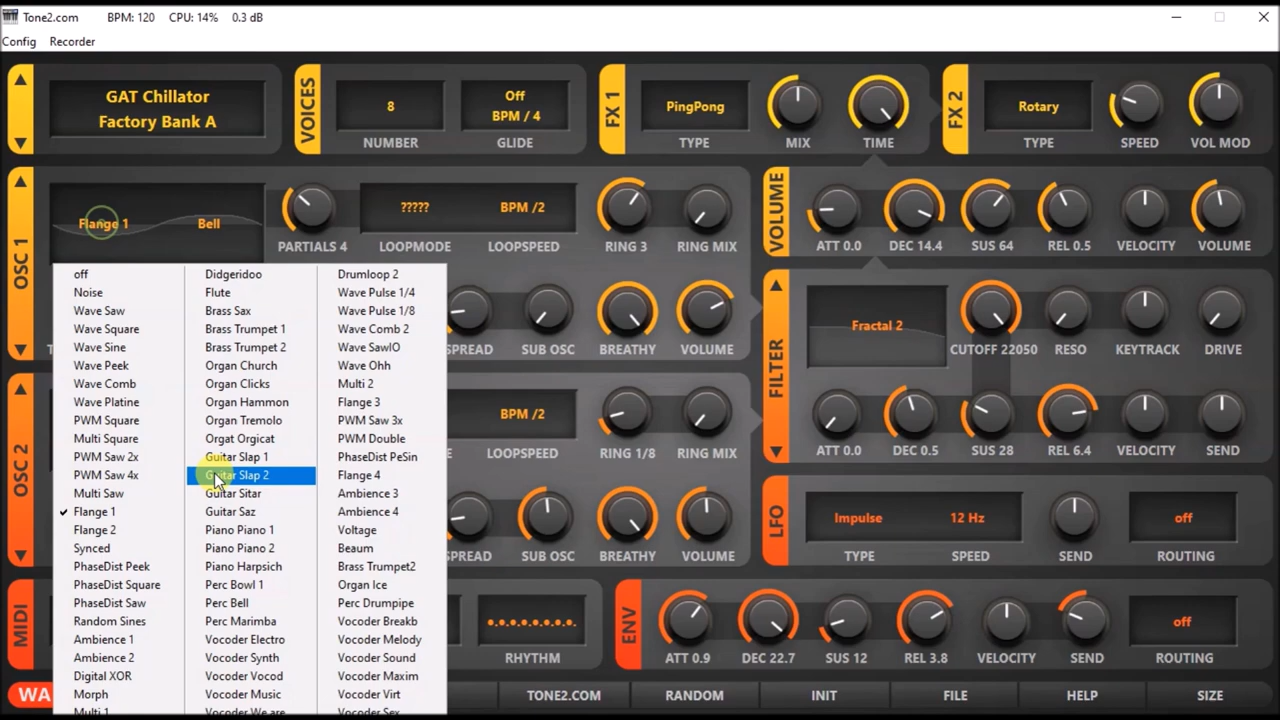 Tone2.com BPM: 120 CPU: 14% 0.3 dB
Config Recorder
GAT Chillator
Factory Bank A
VOICES
8
NUMBER
Off
BPM / 4
GLIDE
FX 1
PingPong
TYPE
MIX
TIME
FX 2
Rotary
TYPE
SPEED
VOL MOD
OSC 1
Flange 1
Bell
PARTIALS 4
?????
BPM /2
LOOPMODE
LOOPSPEED
RING 3
RING MIX
SUB OSC
BREATHY
VOLUME
VOLUME
ATT 0.0
DEC 14.4
SUS 64
REL 0.5
VELOCITY
VOLUME
off
Noise
Wave Saw
Wave Square
Wave Sine
Wave Peek
Wave Comb
Wave Platine
PWM Square
Multi Square
PWM Saw 2x
PWM Saw 4x
Multi Saw
Flange 1
Flange 2
Synced
PhaseDist Peek
PhaseDist Square
PhaseDist Saw
Random Sines
Ambience 1
Ambience 2
Digital XOR
Morph
Multi 1
Didgeridoo
Flute
Brass Sax
Brass Trumpet 1
Brass Trumpet 2
Organ Church
Organ Clicks
Organ Hammon
Organ Tremolo
Orgat Orgicat
Guitar Slap 1
Guitar Slap 2
Guitar Sitar
Guitar Saz
Piano Piano 1
Piano Piano 2
Piano Harpsich
Perc Bowl 1
Perc Bell
Perc Marimba
Vocoder Electro
Vocoder Synth
Vocoder Vocod
Vocoder Music
Vocoder We are
Drumloop 2
Wave Pulse 1/4
Wave Pulse 1/8
Wave Comb 2
Wave SawIO
Wave Ohh
Multi 2
Flange 3
PWM Saw 3x
PWM Double
PhaseDist PeSin
Flange 4
Ambience 3
Ambience 4
Voltage
Beaum
Brass Trumpet2
Organ Ice
Perc Drumpipe
Vocoder Breakb
Vocoder Melody
Vocoder Sound
Vocoder Maxim
Vocoder Virt
Vocoder Sex
FILTER
Fractal 2
CUTOFF 22050
RESO
KEYTRACK
DRIVE
ATT 0.0
DEC 0.5
SUS 28
REL 6.4
VELOCITY
SEND
OSC 2
BPM /2
LOOPSPEED
RING 1/8
RING MIX
SUB OSC
BREATHY
VOLUME
LFO
Impulse
12 Hz
TYPE
SPEED
SEND
off
ROUTING
MIDI
RHYTHM
ENV
ATT 0.9
DEC 22.7
SUS 12
REL 3.8
VELOCITY
SEND
off
ROUTING
TONE2.COM
RANDOM
INIT
FILE
HELP
SIZE